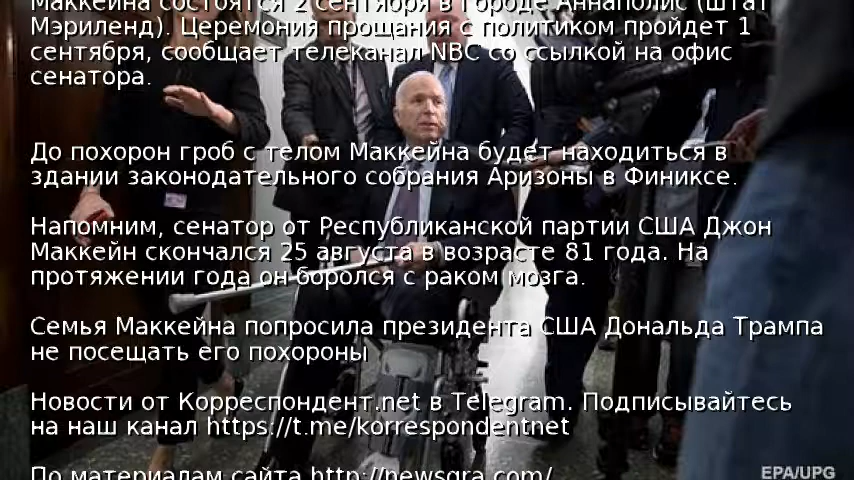 Маккейна состоятся 2 сентября в городе Аннаполис (штат
Мэриленд). Церемония прощания с политиком пройдет 1
сентября, сообщает телеканал NBC со ссылкой на офис
сенатора.
До похорон гроб с телом Маккейна будет находиться в
здании законодательного собрания Аризоны в Финиксе.
Напомним, сенатор от Республиканской партии США Джон
Маккейн скончался 25 августа в возрасте 81 года. На
протяжении года он боролся с раком мозга.
Семья Маккейна попросила президента США Дональда Трампа
не посещать его похороны
Новости от Корреспондент.net в Telegram. Подписывайтесь
на наш канал https://t.me/korrespondentnet
По материалам сайта http://newsgra.com/
EPA/UPG